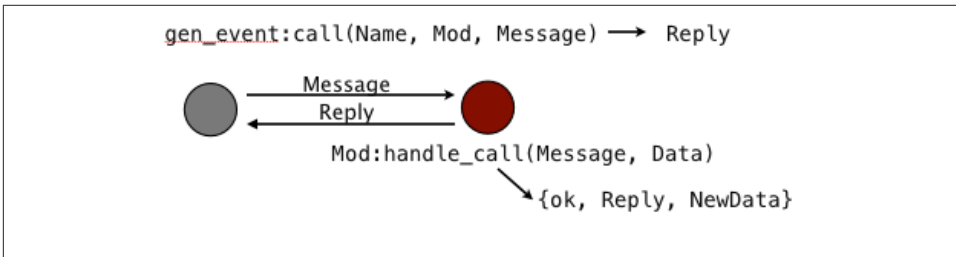 gen_event:call(Name, Mod, Message) → Reply
Message
Reply
Mod:handle_call(Message, Data)
{ok, Reply, NewData}